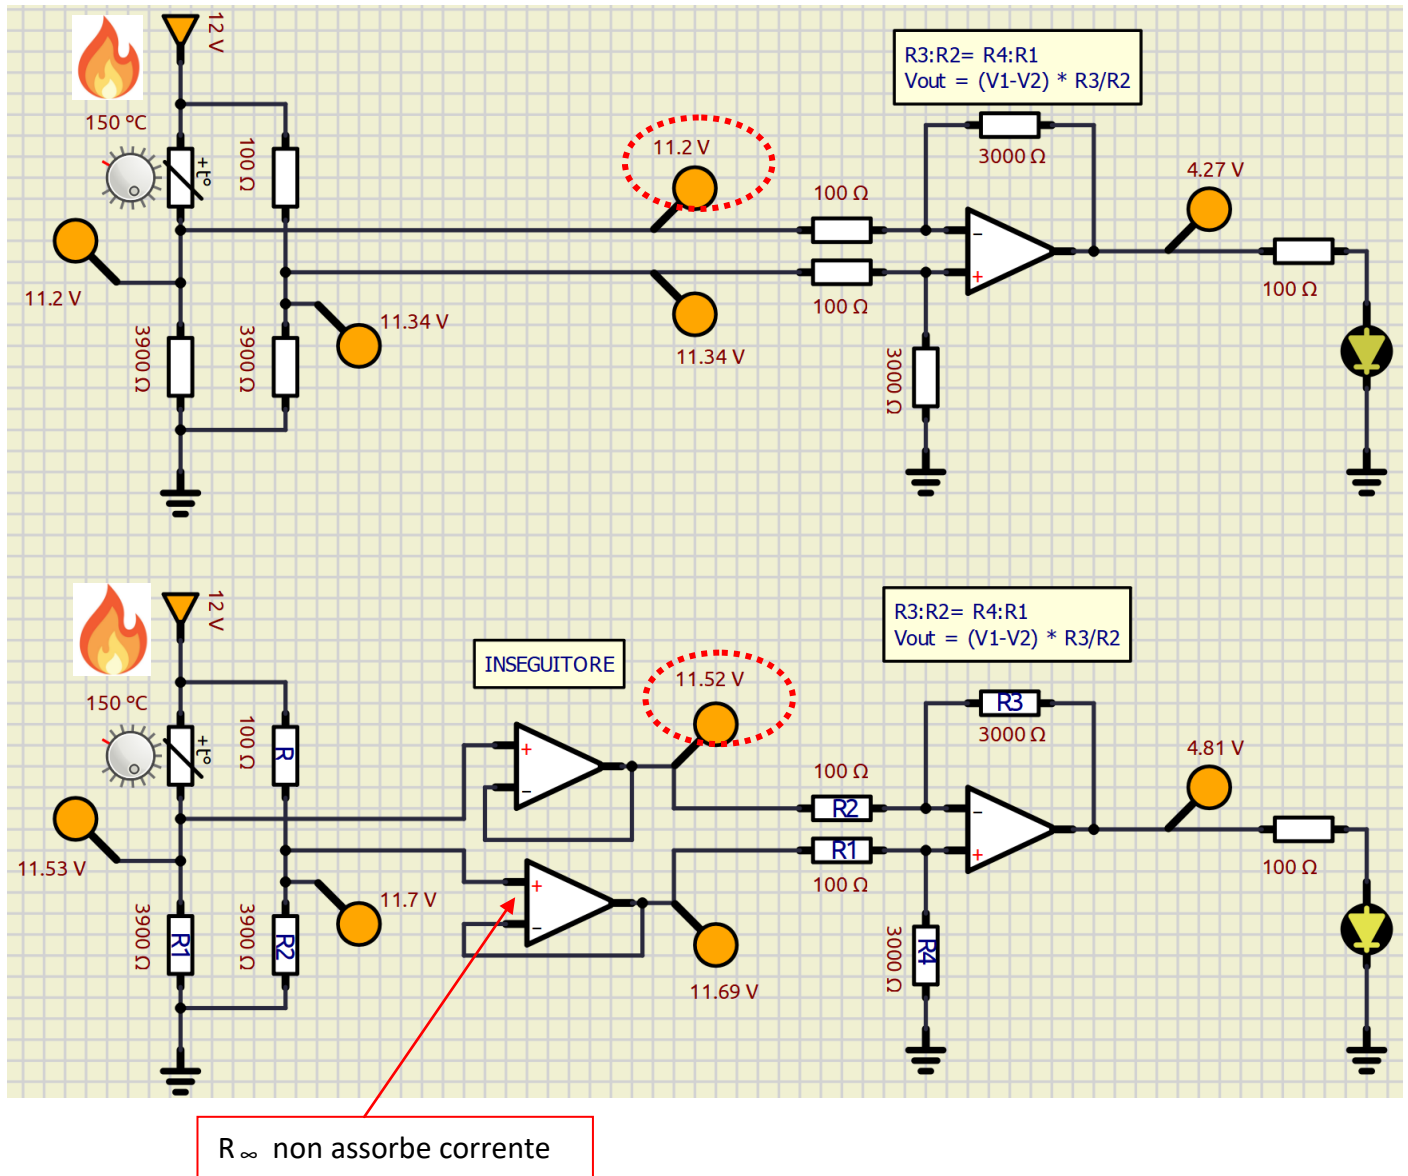 12 V
R3:R2= R4:R1
Vout = (V1-V2) * R3/R2
150 °C
+t°
100 Ω
11.2 V
3000 Ω
4.27 V
100 Ω
−
+
100 Ω
100 Ω
11.2 V
11.34 V
11.34 V
3900 Ω
3900 Ω
3000 Ω
12 V
R3:R2= R4:R1
Vout = (V1-V2) * R3/R2
INSEGUITORE
11.52 V
150 °C
+t°
100 Ω
R
R3
3000 Ω
4.81 V
+
−
100 Ω
R2
−
R1
+
100 Ω
100 Ω
11.53 V
11.7 V
+
−
3900 Ω
R1
3900 Ω
R2
3000 Ω
R4
11.69 V
R ∞ non assorbe corrente